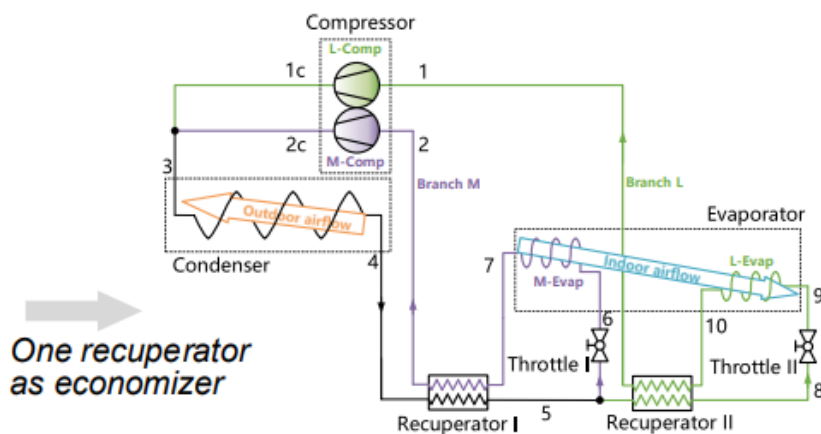 Compressor
L-Comp
1c
1
2c
2
M-Comp
3
Branch M
Branch L
Outdoor airflow
Evaporator
4
Condenser
7
Indoor airflow
L-Evap
M-Evap
9
6
10
One recuperator
as economizer
Throttle I
Throttle II
5
8
Recuperator I
Recuperator II